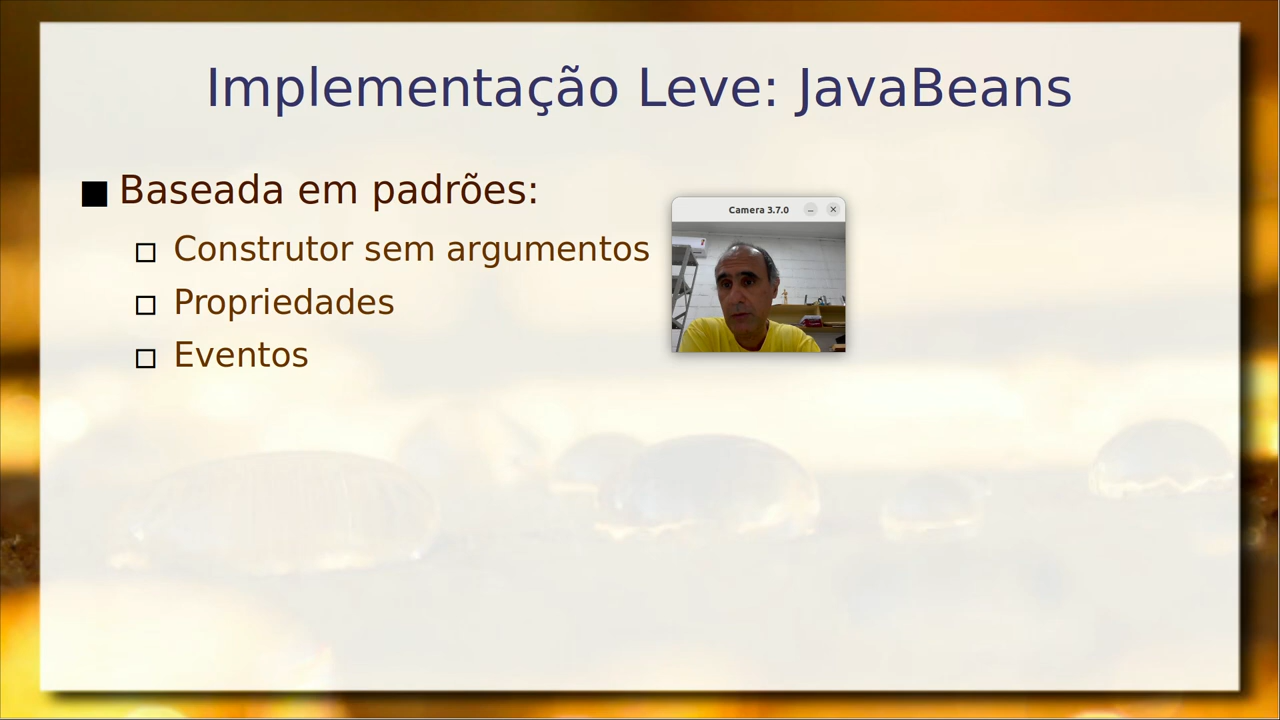 Implementação Leve: JavaBeans
Baseada em padrões:
Construtor sem argumentos
Propriedades
Eventos
Camera 3.7.0